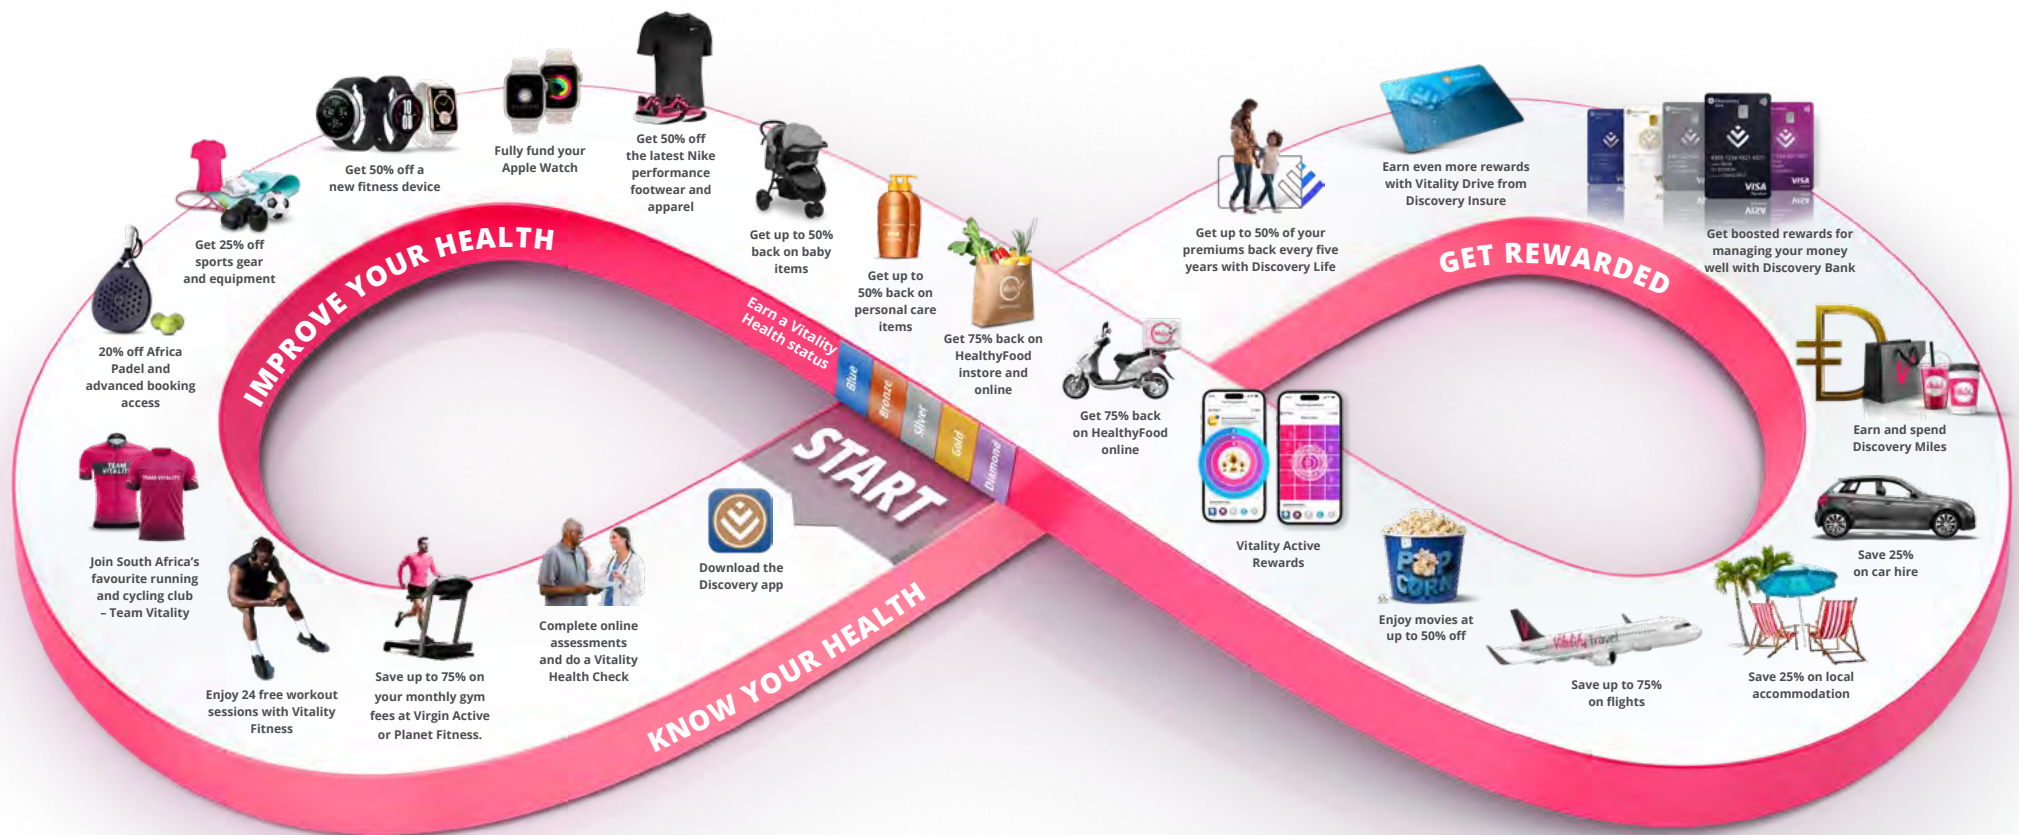 IMPROVE YOUR HEALTH
KNOW YOUR HEALTH
GET REWARDED
START
Download the
Discovery app
Complete online
assessments
and do a Vitality
Health Check
Save up to 75% on
your monthly gym
fees at Virgin Active
or Planet Fitness.
Enjoy 24 free workout
sessions with Vitality
Fitness
TEAM
VITALITY
TEAM VITALITY
Join South Africa's
favourite running
and cycling club
– Team Vitality
20% off Africa
Padel and
advanced booking
access
Get 25% off
sports gear
and equipment
Get 50% off a
new fitness device
Fully fund your
Apple Watch
Get 50% off
the latest Nike
performance
footwear and
apparel
Get up to 50%
back on baby
items
Get up to
50% back on
personal care
items
Get 75% back on
HealthyFood
instore and
online
Get 75% back
on HealthyFood
online
Earn a Vitality
Health status
Blue
Bronze
Silver
Gold
Diamond
Vitality Active
Rewards
POP
CORN
Enjoy movies at
up to 50% off
Vitality travel
Save up to 75%
on flights
Save 25% on local
accommodation
Save 25%
on car hire
Earn and spend
Discovery Miles
VISA
VISA
Get boosted rewards for
managing your money
well with Discovery Bank
Earn even more rewards
with Vitality Drive from
Discovery Insure
Get up to 50% of your
premiums back every five
years with Discovery Life